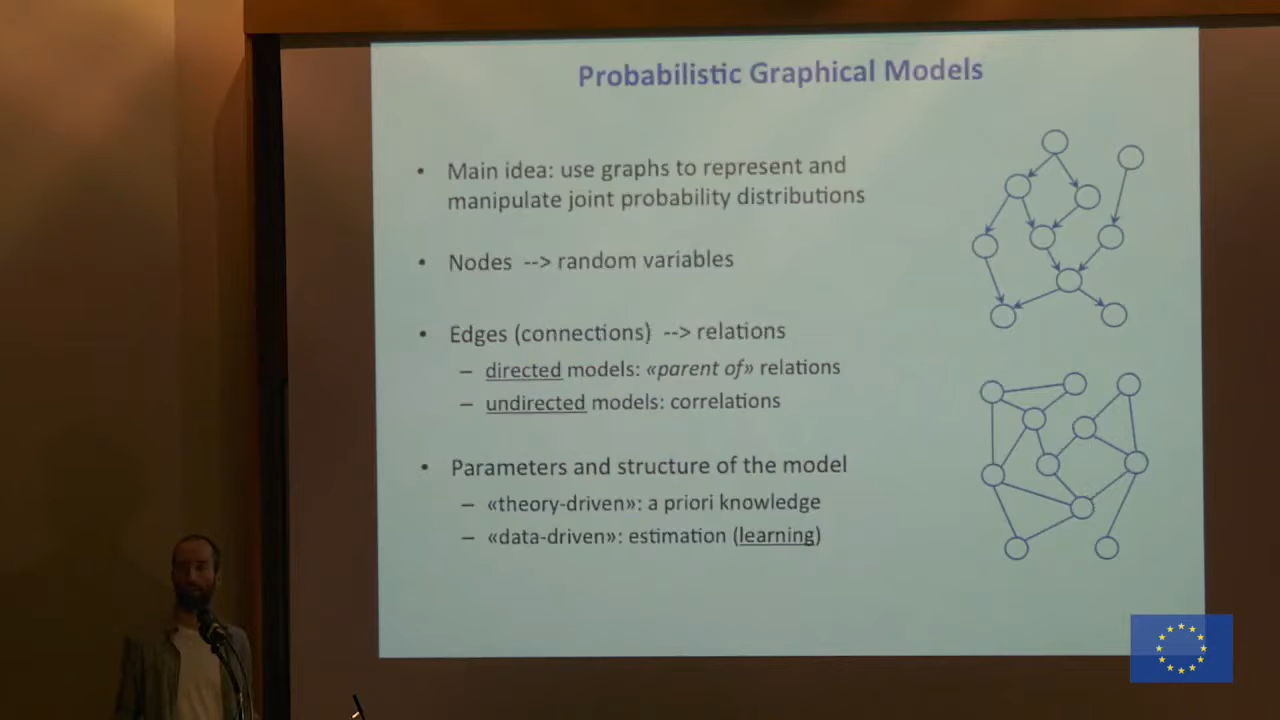 Probabilistic Graphical Models
• Main idea: use graphs to represent and
manipulate joint probability distributions
• Nodes --> random variables
• Edges (connections) --> relations
– directed models: «parent of» relations
– undirected models: correlations
• Parameters and structure of the model
– «theory-driven»: a priori knowledge
– «data-driven»: estimation (learning)